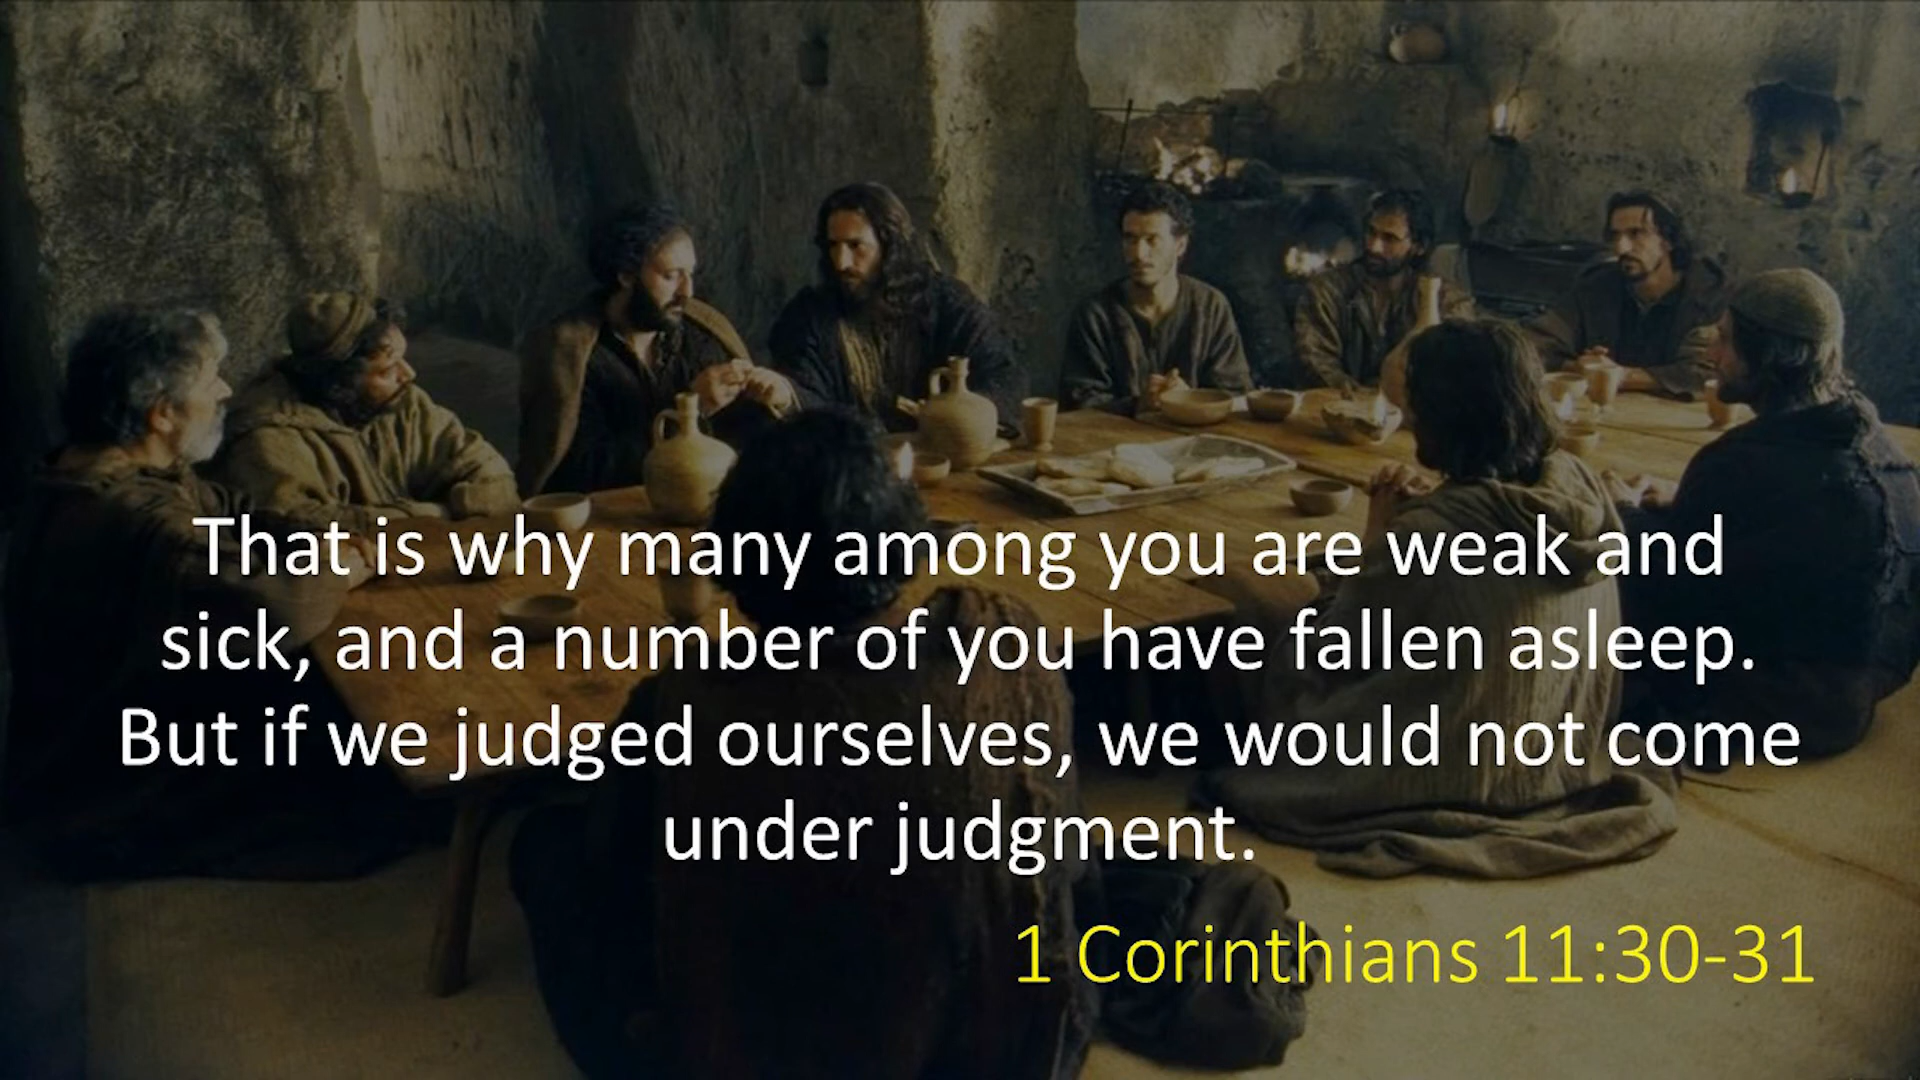 That is why many among you are weak and
sick, and a number of you have fallen asleep.
But if we judged ourselves, we would not come
under judgment.
1 Corinthians 11:30-31